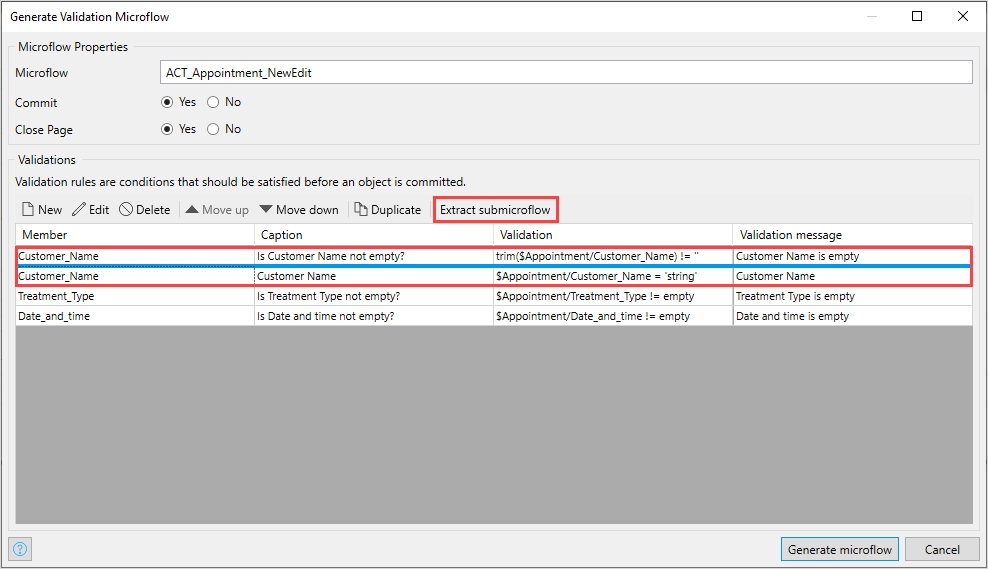 Generate Validation Microflow
Microflow Properties
Microflow ACT_Appointment_NewEdit
Commit Yes No
Close Page Yes No
Validations
Validation rules are conditions that should be satisfied before an object is committed.
New Edit Delete Move up Move down Duplicate Extract submicroflow
Member Caption Validation Validation message
Customer_Name Is Customer Name not empty? trim($Appointment/Customer_Name) != '' Customer Name is empty
Customer_Name Customer Name $Appointment/Customer_Name = 'string' Customer Name
Treatment_Type Is Treatment Type not empty? $Appointment/Treatment_Type != empty Treatment Type is empty
Date_and_time Is Date and time not empty? $Appointment/Date_and_time != empty Date and time is empty
? Generate microflow Cancel